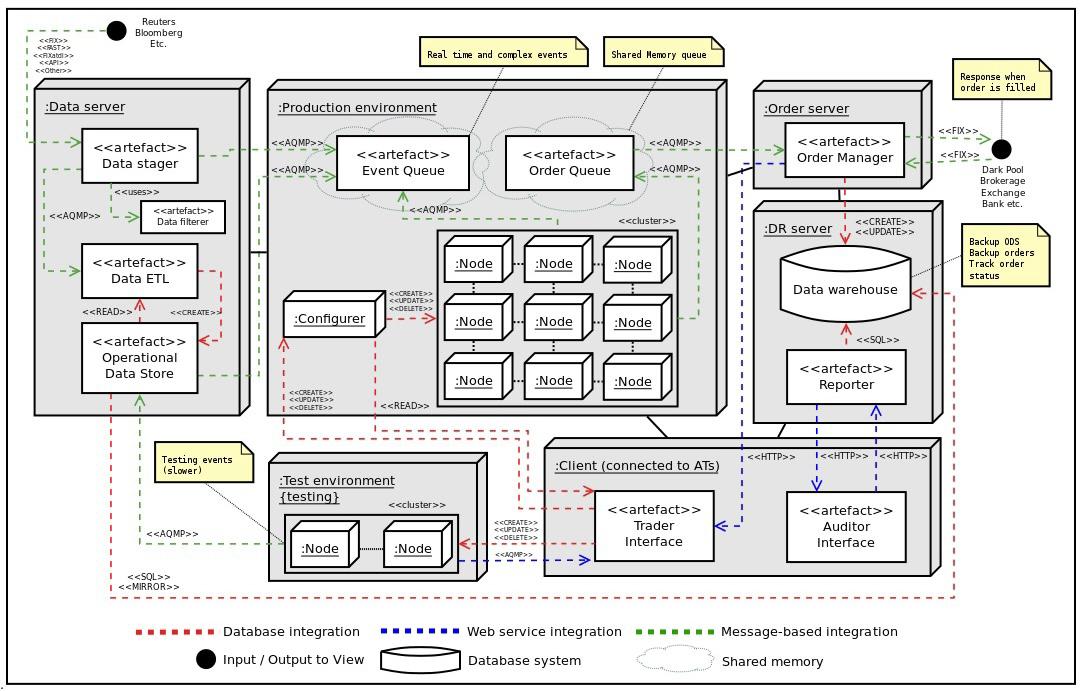 Reuters
Bloomberg
Etc.
<<FIX>>
<<FAST>>
<<FIXatdl>>
<<API>>
<<Other>>
Real time and complex events
Shared Memory queue
Response when
order is filled
:Data server
<<artefact>>
Data stager
<<uses>>
<<artefact>>
Data filterer
<<AQMP>>
<<artefact>>
Data ETL
<<READ>>
<<CREATE>>
<<artefact>>
Operational
Data Store
:Production environment
<<AQMP>>
<<AQMP>>
<<artefact>>
Event Queue
<<artefact>>
Order Queue
<<AQMP>>
<<AQMP>>
<<AQMP>>
<<cluster>>
:Node
:Node
:Node
:Node
:Node
:Node
:Node
:Node
:Node
:Configurer
<<CREATE>>
<<UPDATE>>
<<DELETE>>
<<CREATE>>
<<UPDATE>>
<<DELETE>>
<<READ>>
:Order server
<<artefact>>
Order Manager
<<FIX>>
<<FIX>>
Dark Pool
Brokerage
Exchange
Bank etc.
<<CREATE>>
<<UPDATE>>
:DR server
Data warehouse
Backup ODS
Backup orders
Track order
status
<<SQL>>
<<artefact>>
Reporter
Testing events
(slower)
:Test environment
{testing}
<<cluster>>
:Node
:Node
<<AQMP>>
<<CREATE>>
<<UPDATE>>
<<DELETE>>
<<AQMP>>
:Client (connected to ATs)
<<HTTP>>
<<HTTP>>
<<HTTP>>
<<artefact>>
Trader
Interface
<<artefact>>
Auditor
Interface
<<SQL>>
<<MIRROR>>
Database integration
Web service integration
Message-based integration
Input / Output to View
Database system
Shared memory